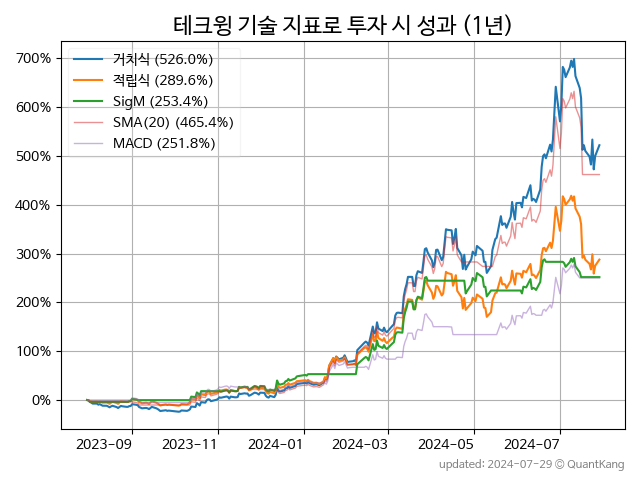 테크윙 기술 지표로 투자 시 성과 (1년)
거치식 (526.0%)
적립식 (289.6%)
SigM (253.4%)
SMA(20) (465.4%)
MACD (251.8%)
700%
600%
500%
400%
300%
200%
100%
0%
2023-09 2023-11 2024-01 2024-03 2024-05 2024-07
updated: 2024-07-29 © QuantKang